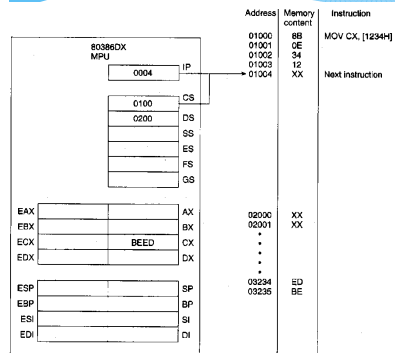 Address Memory content Instruction
01000 8B MOV CX, [1234H]
01001 0E
01002 34
01003 12
01004 XX Next instruction
80386DX
MPU
0004 IP
0100 CS
0200 DS
SS
ES
FS
GS
EAX AX
EBX BX
ECX BEED CX
EDX DX
ESP SP
EBP BP
ESI SI
EDI DI
02000 XX
02001 XX
03234 ED
03235 BE